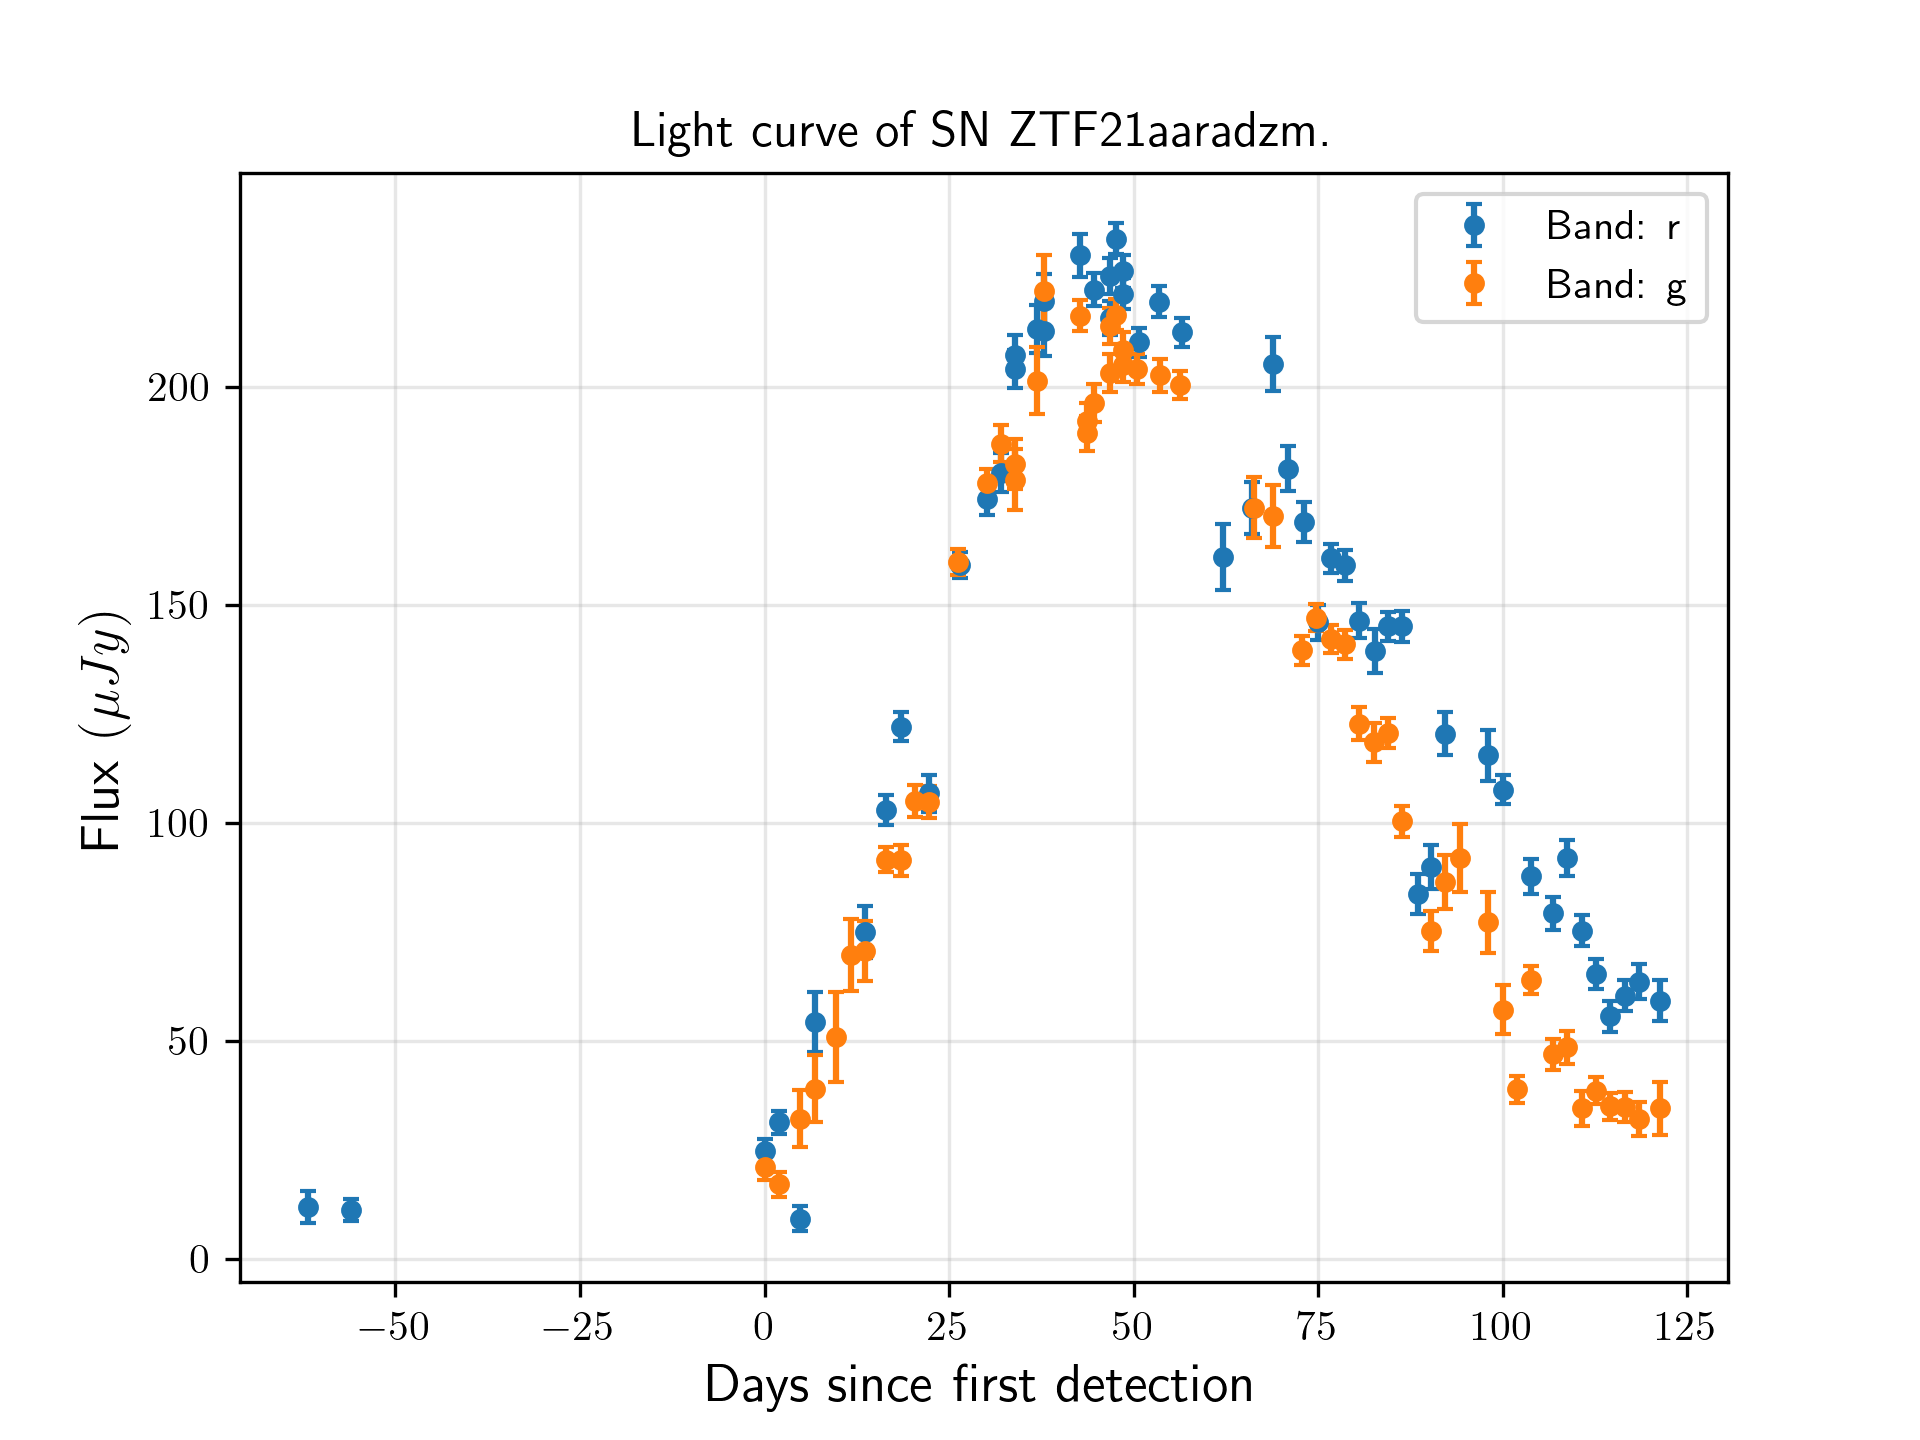 Light curve of SN ZTF21aaradzm.
Band: r
Band: g
Flux (μJy)
200
150
100
50
0
−50 −25 0 25 50 75 100 125
Days since first detection